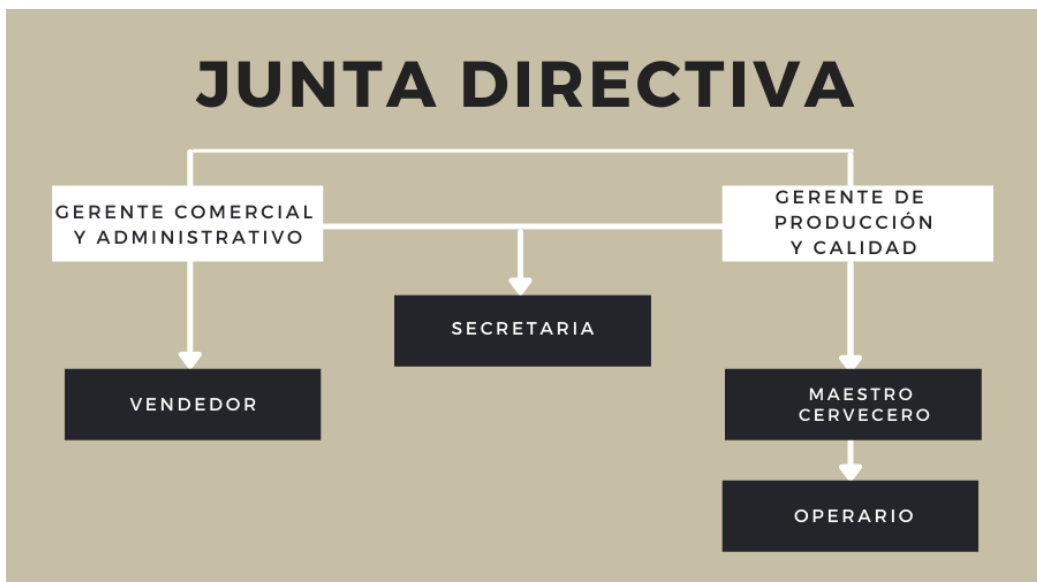 JUNTA DIRECTIVA
GERENTE COMERCIAL
Y ADMINISTRATIVO
GERENTE DE
PRODUCCIÓN
Y CALIDAD
SECRETARIA
VENDEDOR
MAESTRO
CERVECERO
OPERARIO